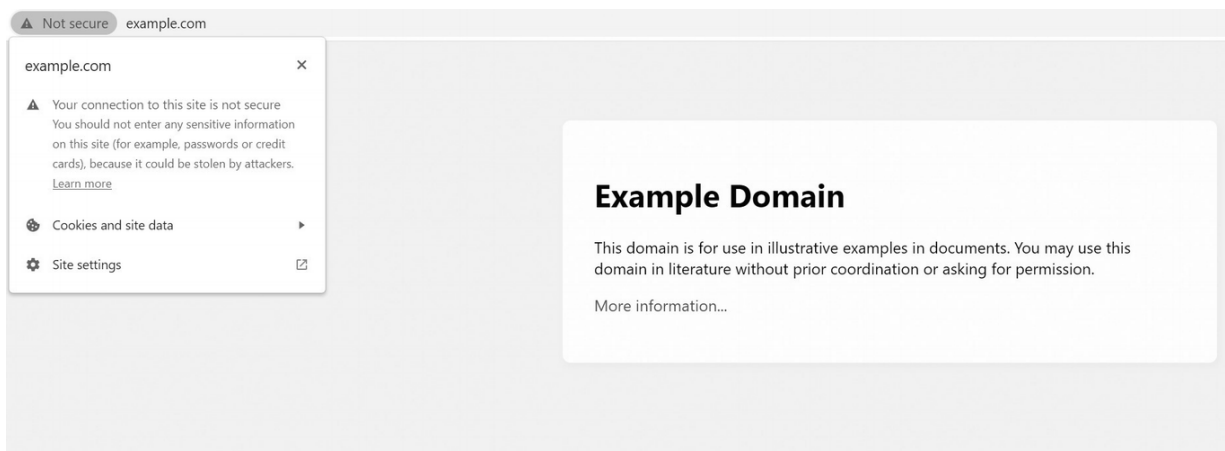 Not secure example.com
example.com
Your connection to this site is not secure
You should not enter any sensitive information
on this site (for example, passwords or credit
cards), because it could be stolen by attackers.
Learn more
Cookies and site data
Site settings
Example Domain
This domain is for use in illustrative examples in documents. You may use this
domain in literature without prior coordination or asking for permission.
More information...